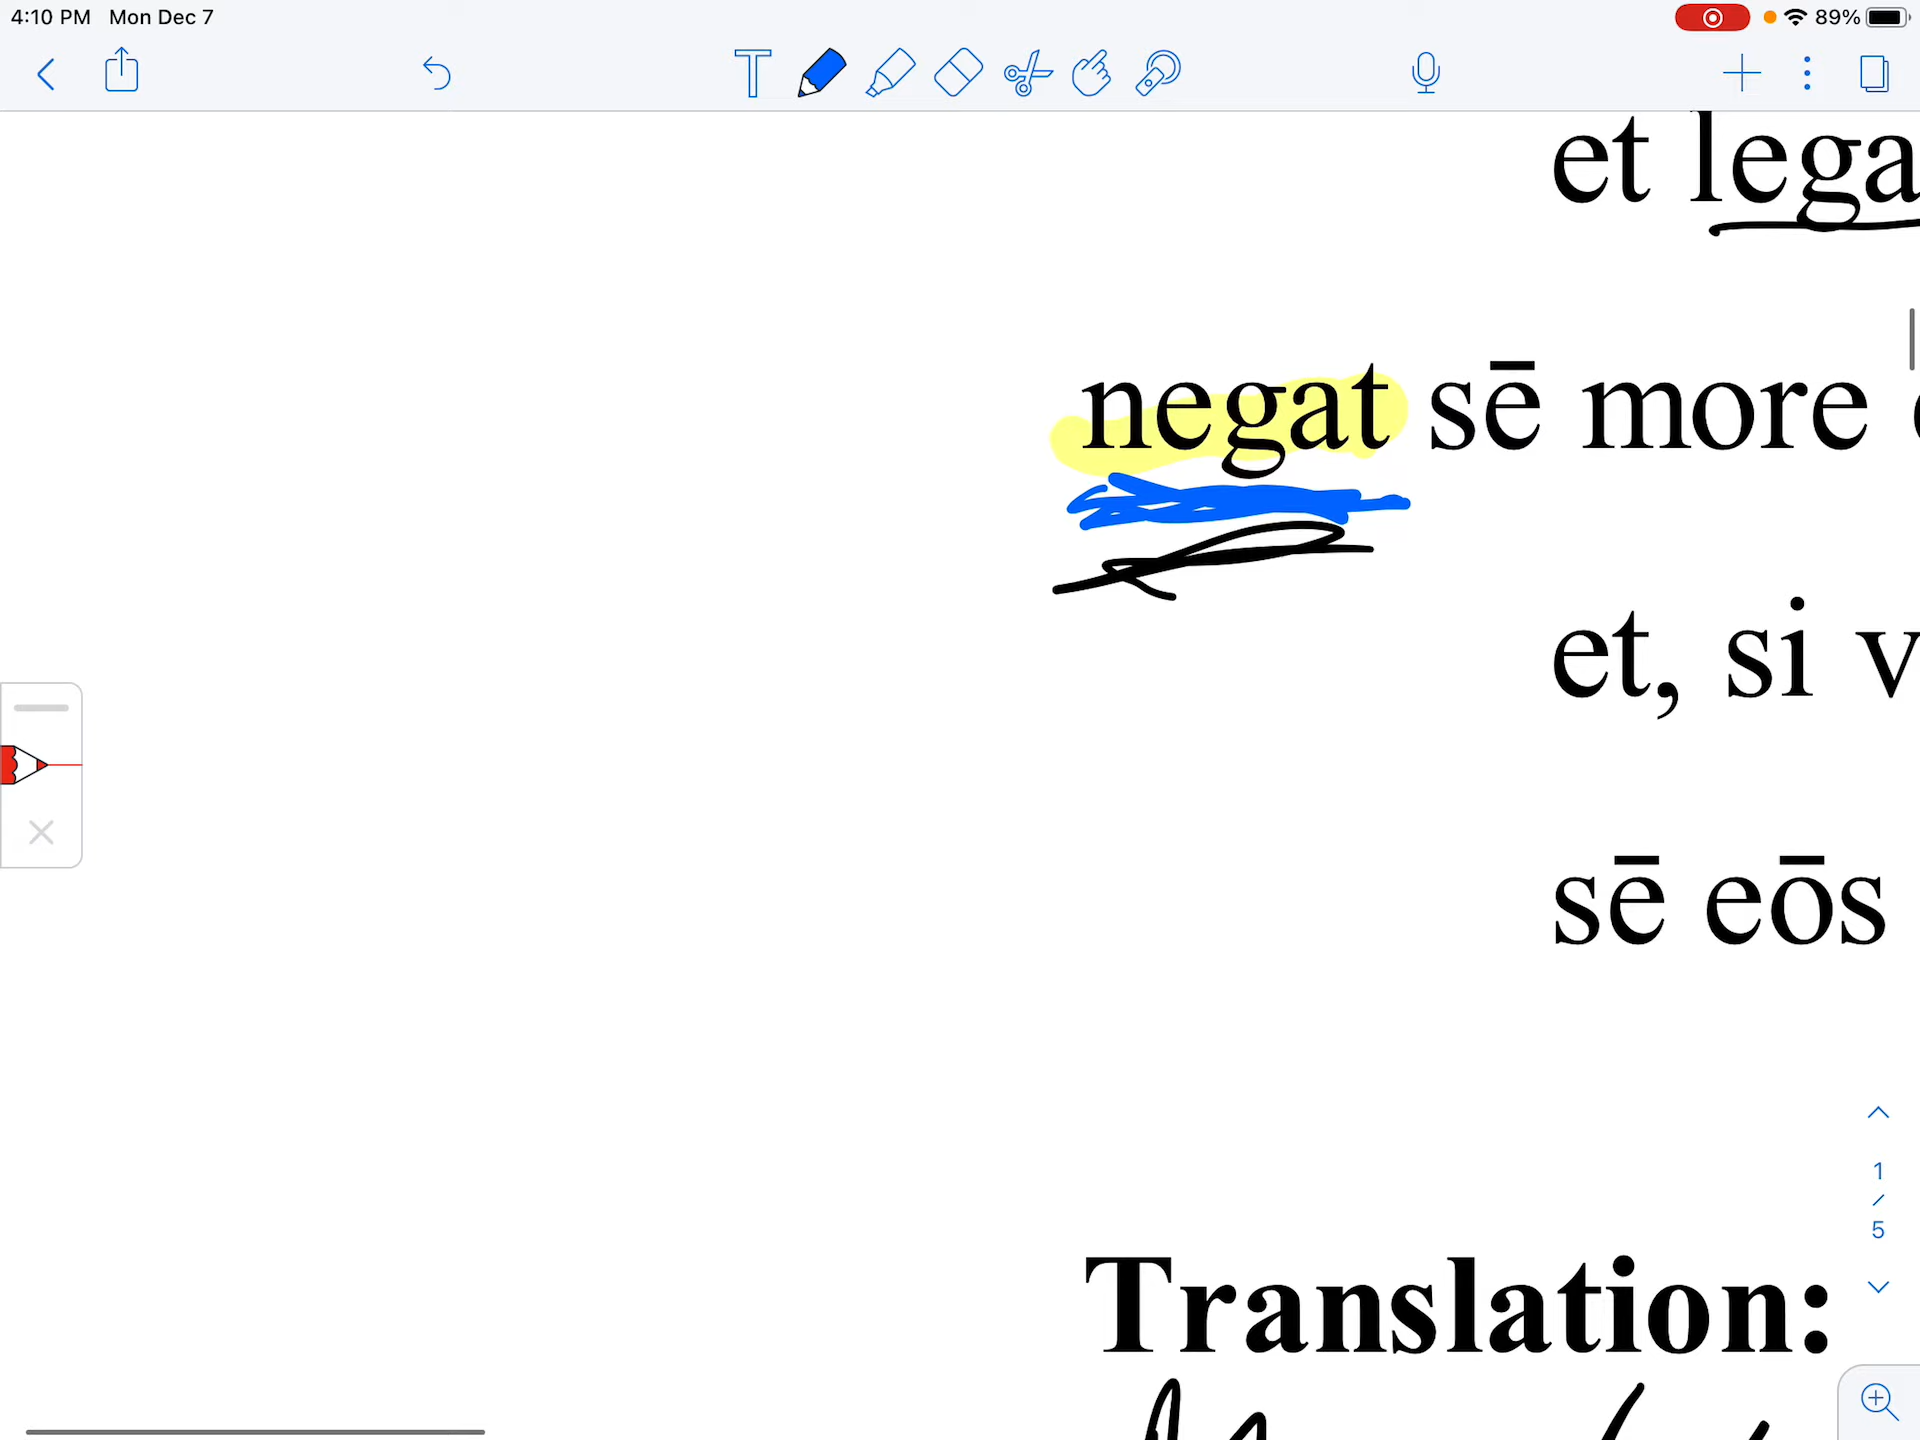 4:10 PM Mon Dec 7
89%
et lega
negat sē more
et, si v
sē eōs
1
/
5
Translation: